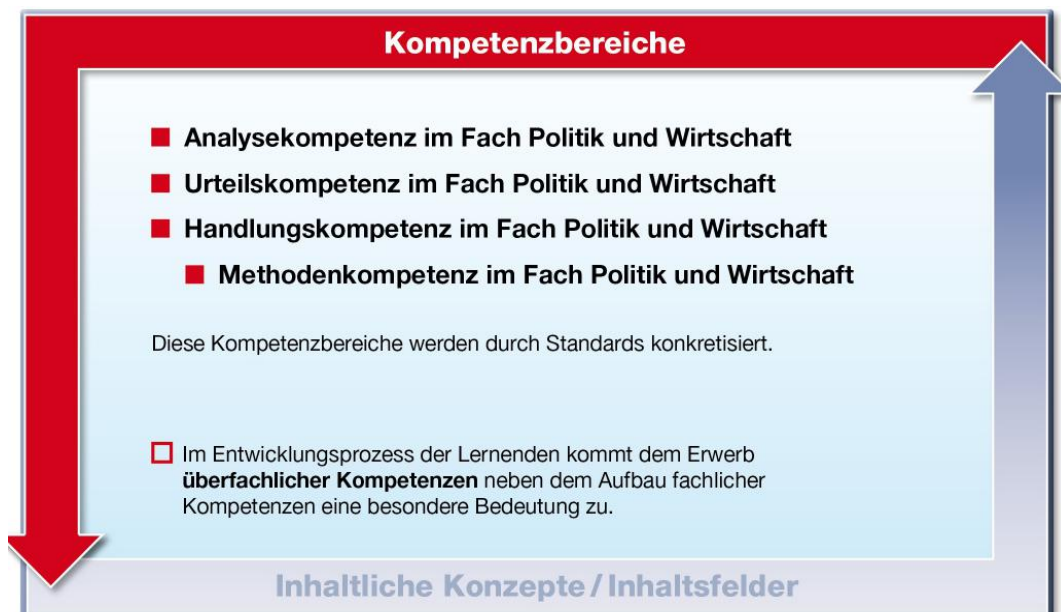 Kompetenzbereiche
Analysekompetenz im Fach Politik und Wirtschaft
Urteilskompetenz im Fach Politik und Wirtschaft
Handlungskompetenz im Fach Politik und Wirtschaft
Methodenkompetenz im Fach Politik und Wirtschaft
Diese Kompetenzbereiche werden durch Standards konkretisiert.
Im Entwicklungsprozess der Lernenden kommt dem Erwerb
überfachlicher Kompetenzen neben dem Aufbau fachlicher
Kompetenzen eine besondere Bedeutung zu.
Inhaltliche Konzepte / Inhaltsfelder